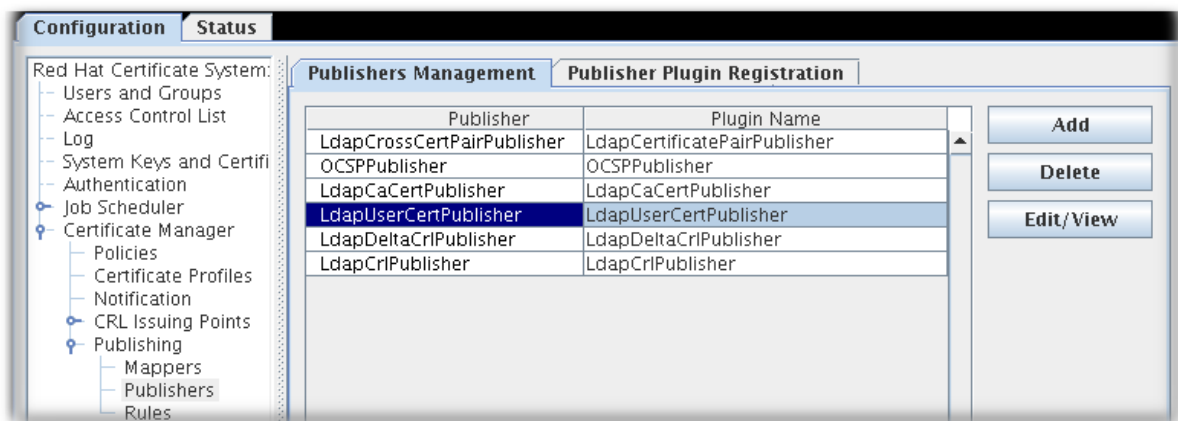 Configuration Status
Red Hat Certificate System:
Users and Groups
Access Control List
Log
System Keys and Certifi
Authentication
Job Scheduler
Certificate Manager
Policies
Certificate Profiles
Notification
CRL Issuing Points
Publishing
Mappers
Publishers
Rules
Publishers Management Publisher Plugin Registration
Publisher Plugin Name
LdapCrossCertPairPublisher LdapCertificatePairPublisher
OCSPPublisher OCSPPublisher
LdapCaCertPublisher LdapCaCertPublisher
LdapUserCertPublisher LdapUserCertPublisher
LdapDeltaCrlPublisher LdapDeltaCrlPublisher
LdapCrlPublisher LdapCrlPublisher
Add
Delete
Edit/View